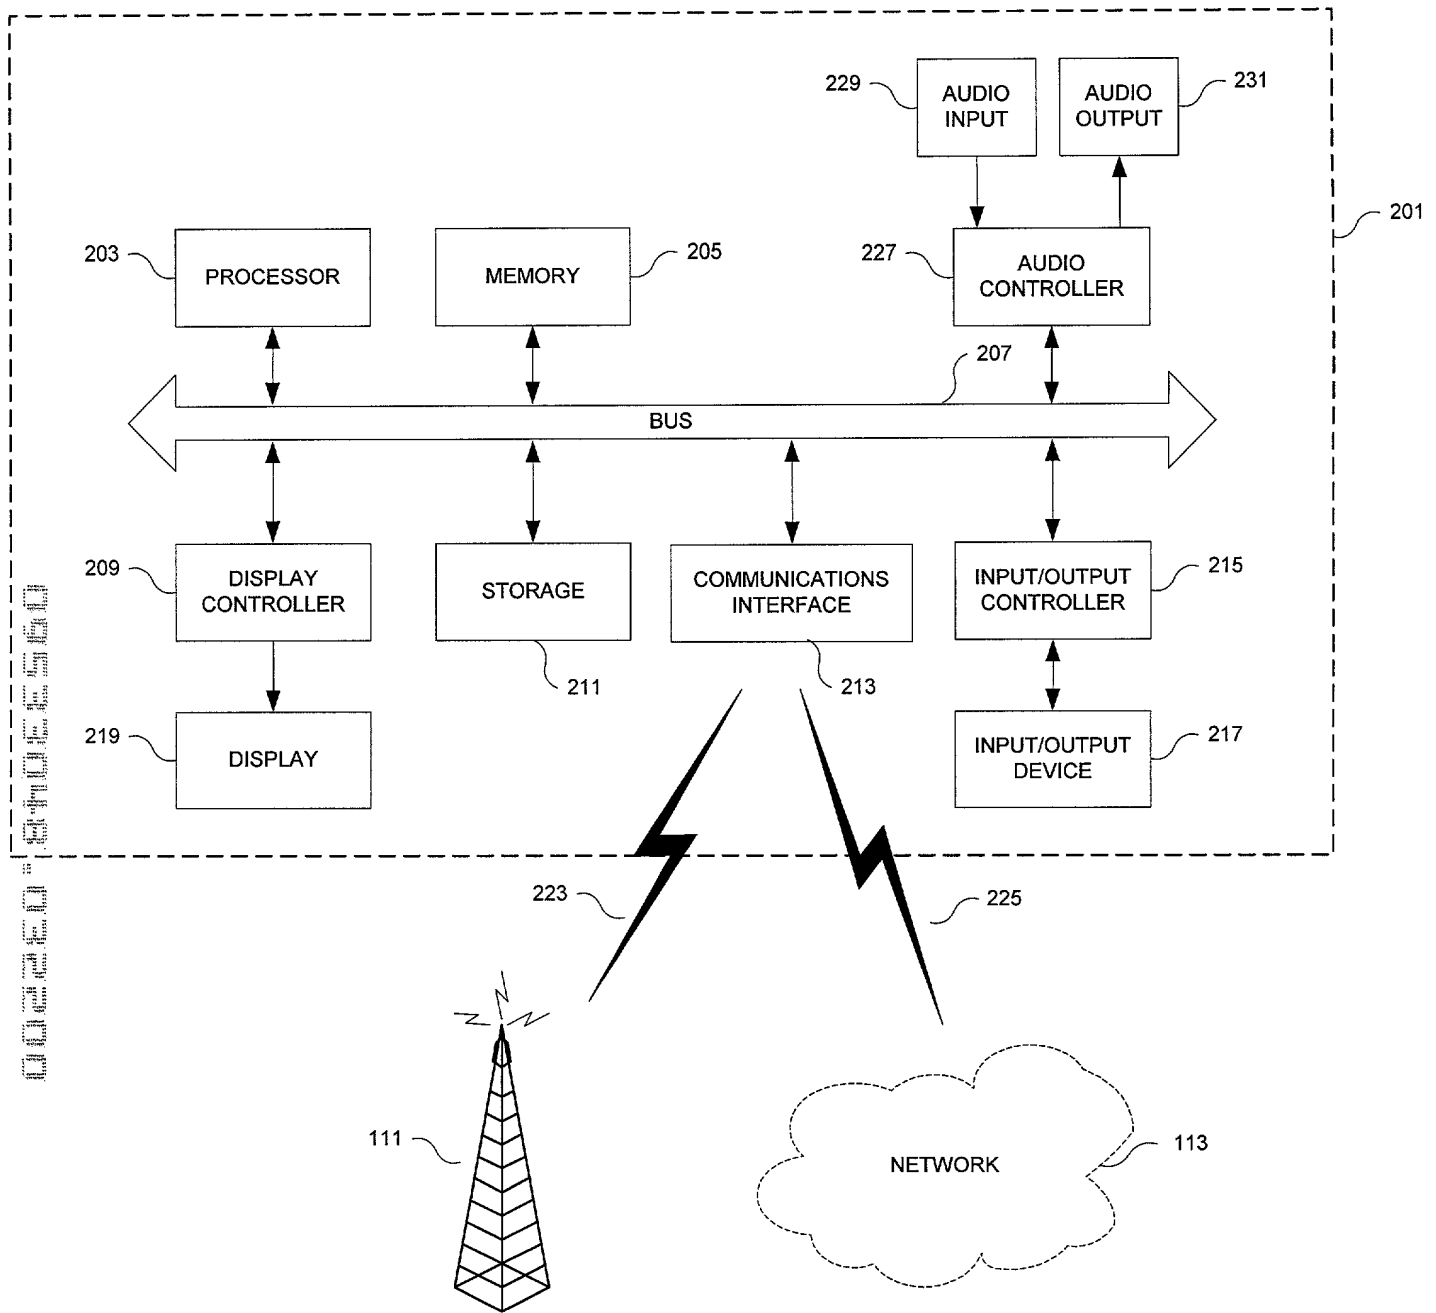 229
AUDIO
INPUT
AUDIO
OUTPUT
231
201
203
PROCESSOR
MEMORY
205
227
AUDIO
CONTROLLER
207
BUS
209
DISPLAY
CONTROLLER
STORAGE
211
COMMUNICATIONS
INTERFACE
213
INPUT/OUTPUT
CONTROLLER
215
219
DISPLAY
INPUT/OUTPUT
DEVICE
217
223
225
111
NETWORK
113
09533048.032200